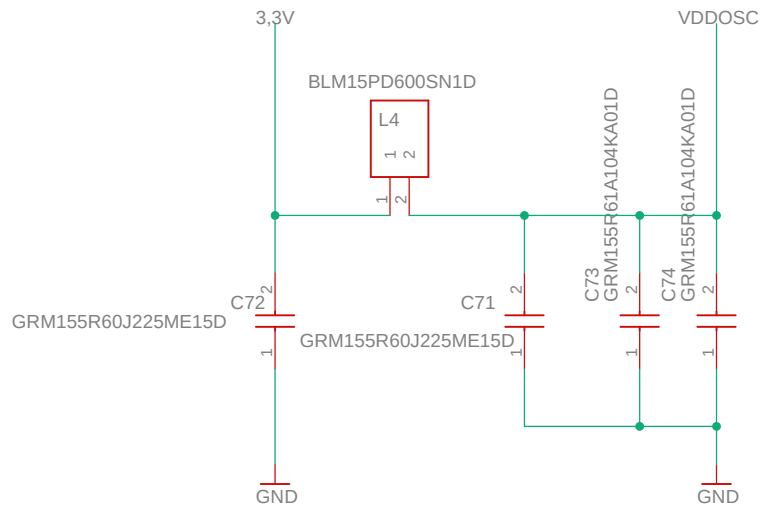 3,3V
VDDOSC
BLM15PD600SN1D
L4
1
2
1
2
GRM155R61A104KA01D
GRM155R61A104KA01D
C73
C74
2
2
2
2
C72
C71
GRM155R60J225ME15D
GRM155R60J225ME15D
1
1
1
1
GND
GND